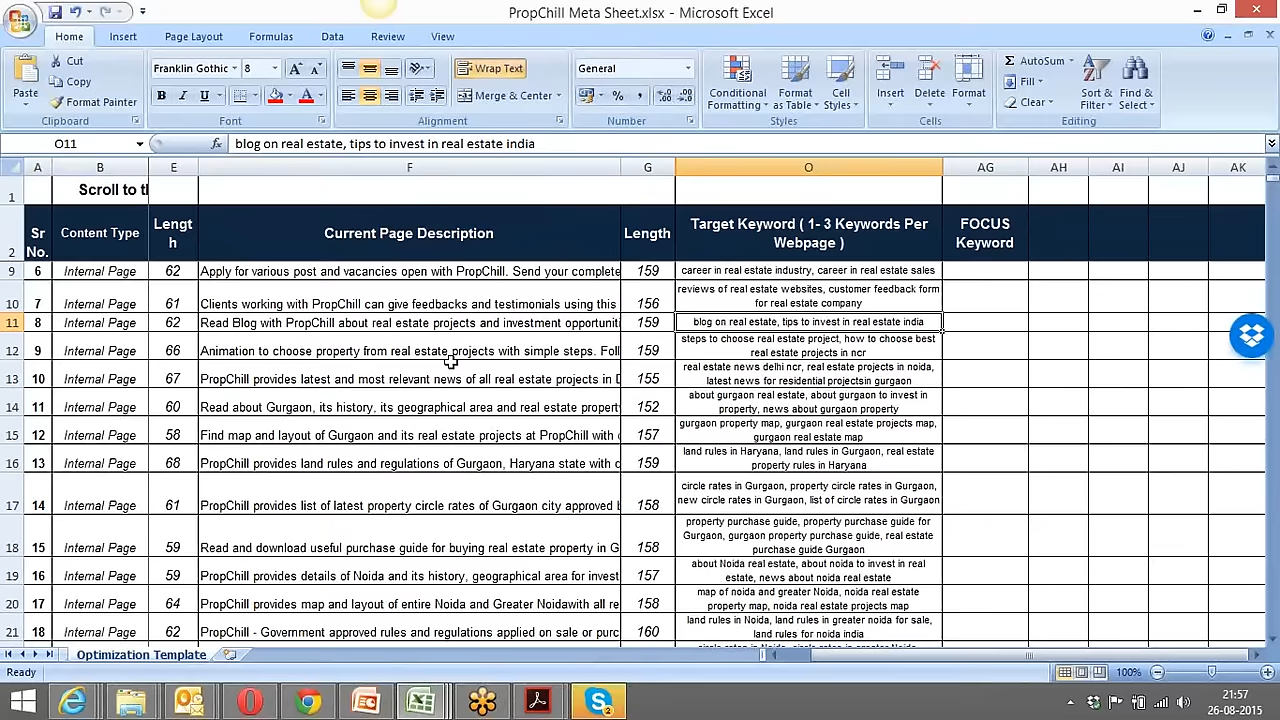 PropChill Meta Sheet.xlsx - Microsoft Excel
Home Insert Page Layout Formulas Data Review View
Paste
Cut
Copy
Format Painter
Clipboard
Franklin Gothic 8
B I U
Font
Wrap Text
Merge & Center
Alignment
General
Number
Conditional Formatting
Format as Table
Cell Styles
Styles
Insert Delete Format
Cells
AutoSum
Fill
Clear
Sort & Filter
Find & Select
Editing
O11 fx blog on real estate, tips to invest in real estate india
A B E F G O AG AH AI AJ AK
1 Scroll to th
2 Sr No. Content Type Length Current Page Description Length Target Keyword ( 1- 3 Keywords Per Webpage ) FOCUS Keyword
9 6 Internal Page 62 Apply for various post and vacancies open with PropChill. Send your complete 159 career in real estate industry, career in real estate sales
10 7 Internal Page 61 Clients working with PropChill can give feedbacks and testimonials using this 156 reviews of real estate websites, customer feedback form for real estate company
11 8 Internal Page 62 Read Blog with PropChill about real estate projects and investment opportuniti 159 blog on real estate, tips to invest in real estate india
12 9 Internal Page 66 Animation to choose property from real estate projects with simple steps. Foll 159 steps to choose real estate project, how to choose best real estate projects in ncr
13 10 Internal Page 67 PropChill provides latest and most relevant news of all real estate projects in D 155 real estate news delhi ncr, real estate projects in noida, latest news for residential projectsin gurgaon
14 11 Internal Page 60 Read about Gurgaon, its history, its geographical area and real estate property 152 about gurgaon real estate, about gurgaon to invest in property, news about gurgaon property
15 12 Internal Page 58 Find map and layout of Gurgaon and its real estate projects at PropChill with c 157 gurgaon property map, gurgaon real estate projects map, gurgaon real estate map
16 13 Internal Page 68 PropChill provides land rules and regulations of Gurgaon, Haryana state with c 159 land rules in Haryana, land rules in Gurgaon, real estate property rules in Haryana
17 14 Internal Page 61 PropChill provides list of latest property circle rates of Gurgaon city approved b 158 circle rates in Gurgaon, property circle rates in Gurgaon, new circle rates in Gurgaon, list of circle rates in Gurgaon
18 15 Internal Page 59 Read and download useful purchase guide for buying real estate property in G 158 property purchase guide, property purchase guide for Gurgaon, gurgaon property purchase guide, real estate purchase guide Gurgaon
19 16 Internal Page 59 PropChill provides details of Noida and its history, geographical area for invest 157 about Noida real estate, about noida to invest in real estate, news about noida real estate
20 17 Internal Page 64 PropChill provides map and layout of entire Noida and Greater Noidawith all re 158 map of noida and greater Noida, noida real estate property map, noida real estate projects map
21 18 Internal Page 62 PropChill - Government approved rules and regulations applied on sale or purc 160 land rules in Noida, land rules in greater noida for sale, land rules for noida india
Optimization Template
Ready 100%
21:57
26-08-2015